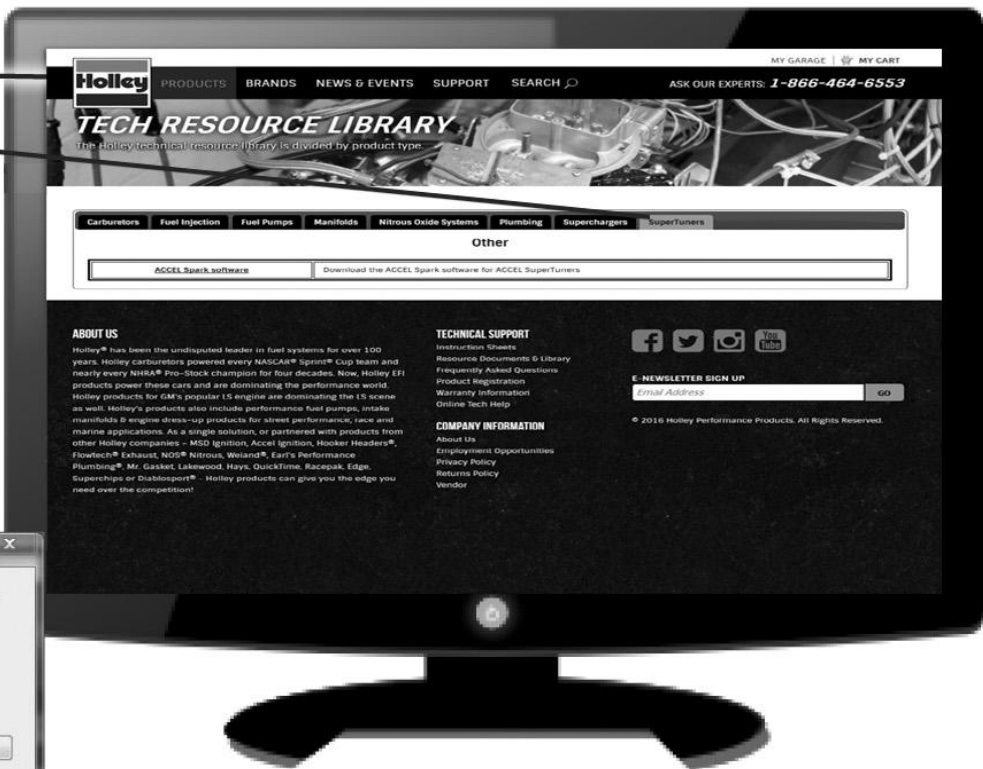 MY GARAGE | MY CART
Holley PRODUCTS BRANDS NEWS & EVENTS SUPPORT SEARCH ASK OUR EXPERTS: 1-866-464-6553
TECH RESOURCE LIBRARY
The Holley technical resource library is divided by product type.
Carburetors Fuel Injection Fuel Pumps Manifolds Nitrous Oxide Systems Plumbing Superchargers SuperTuners
Other
ACCEL Spark software Download the ACCEL Spark software for ACCEL SuperTuners
ABOUT US
Holley® has been the undisputed leader in fuel systems for over 100
years. Holley carburetors powered every NASCAR® Sprint® Cup team and
nearly every NHRA® Pro-Stock champion for four decades. Now, Holley EFI
products power these cars and are dominating the performance world.
Holley products for GM's popular LS engine are dominating the LS scene
as well. Holley's products also include performance fuel pumps, intake
manifolds & engine dress-up products for street performance, race and
marine applications. As a single solution, or partnered with products from
other Holley companies - MSD Ignition, Accel Ignition, Hooker Headers®,
Flowtech® Exhaust, NOS® Nitrous, Weiand®, Earl's Performance
Plumbing®, Mr. Gasket, Lakewood, Hays, QuickTime, Racepak, Edge,
Superchips or Diablosport® - Holley products can give you the edge you
need over the competition!
TECHNICAL SUPPORT
Instruction Sheets
Resource Documents & Library
Frequently Asked Questions
Product Registration
Warranty Information
Online Tech Help
COMPANY INFORMATION
About Us
Employment Opportunities
Privacy Policy
Returns Policy
Vendor
You
Tube
E-NEWSLETTER SIGN UP
Email Address GO
© 2016 Holley Performance Products. All Rights Reserved.
X